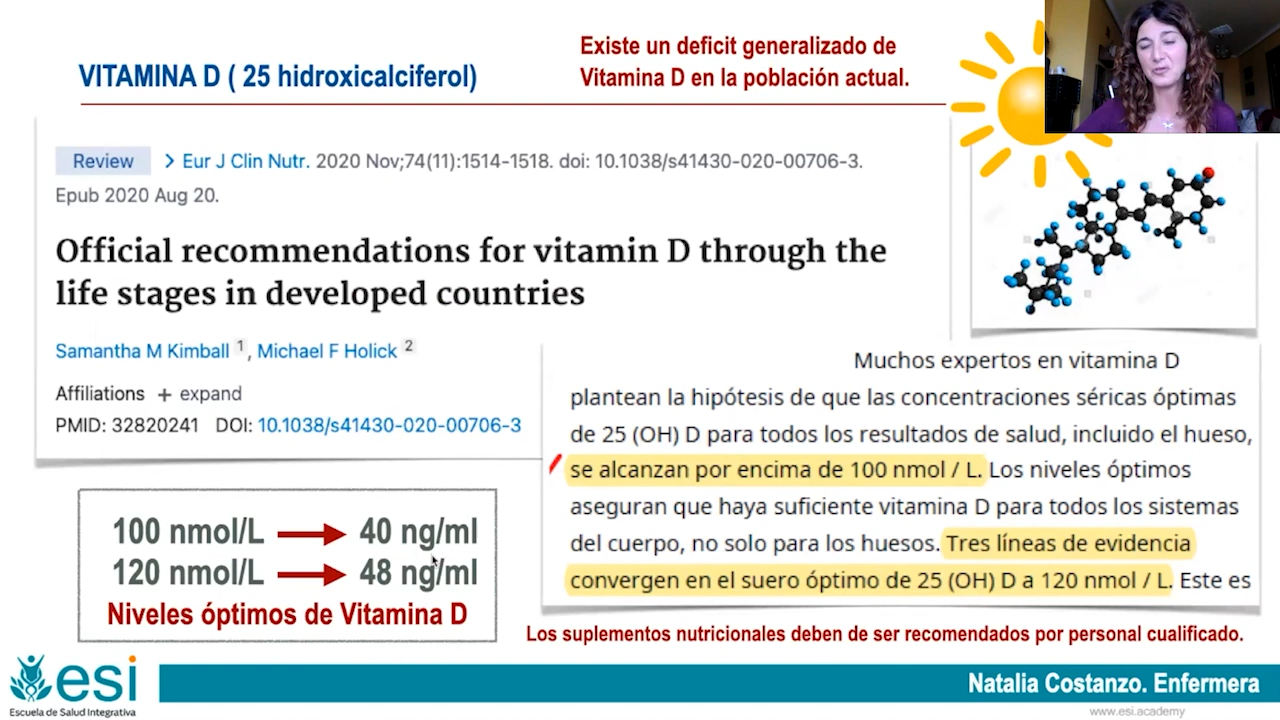 VITAMINA D ( 25 hidroxicalciferol)
Existe un deficit generalizado de
Vitamina D en la población actual.
Review > Eur J Clin Nutr. 2020 Nov;74(11):1514-1518. doi: 10.1038/s41430-020-00706-3.
Epub 2020 Aug 20.
Official recommendations for vitamin D through the
life stages in developed countries
Samantha M Kimball 1, Michael F Holick 2
Affiliations + expand
PMID: 32820241 DOI: 10.1038/s41430-020-00706-3
Muchos expertos en vitamina D
plantean la hipótesis de que las concentraciones séricas óptimas
de 25 (OH) D para todos los resultados de salud, incluido el hueso,
se alcanzan por encima de 100 nmol / L. Los niveles óptimos
aseguran que haya suficiente vitamina D para todos los sistemas
del cuerpo, no solo para los huesos. Tres líneas de evidencia
convergen en el suero óptimo de 25 (OH) D a 120 nmol / L. Este es
100 nmol/L → 40 ng/ml
120 nmol/L → 48 ng/ml
Niveles óptimos de Vitamina D
Los suplementos nutricionales deben de ser recomendados por personal cualificado.
esi
Escuela de Salud Integrativa
Natalia Costanzo. Enfermera
www.esi.academy